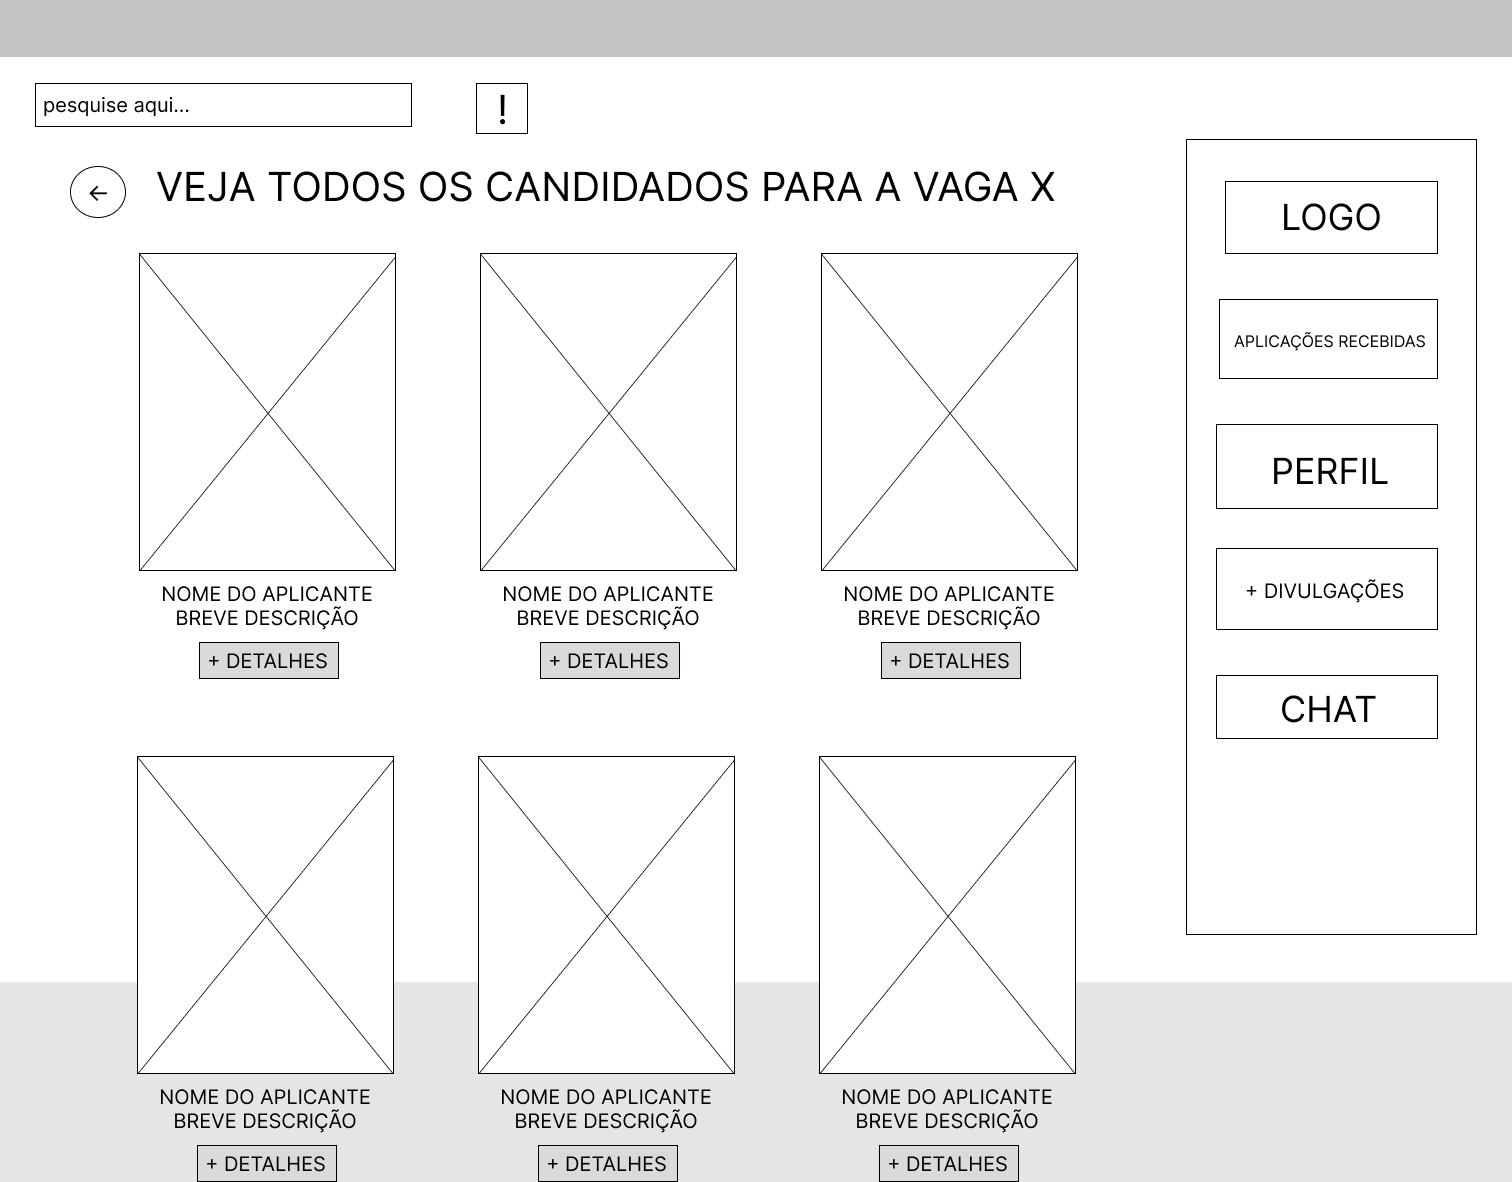 pesquise aqui...
!
← VEJA TODOS OS CANDIDADOS PARA A VAGA X
NOME DO APLICANTE
BREVE DESCRIÇÃO
+ DETALHES
NOME DO APLICANTE
BREVE DESCRIÇÃO
+ DETALHES
NOME DO APLICANTE
BREVE DESCRIÇÃO
+ DETALHES
NOME DO APLICANTE
BREVE DESCRIÇÃO
+ DETALHES
NOME DO APLICANTE
BREVE DESCRIÇÃO
+ DETALHES
NOME DO APLICANTE
BREVE DESCRIÇÃO
+ DETALHES
LOGO
APLICAÇÕES RECEBIDAS
PERFIL
+ DIVULGAÇÕES
CHAT